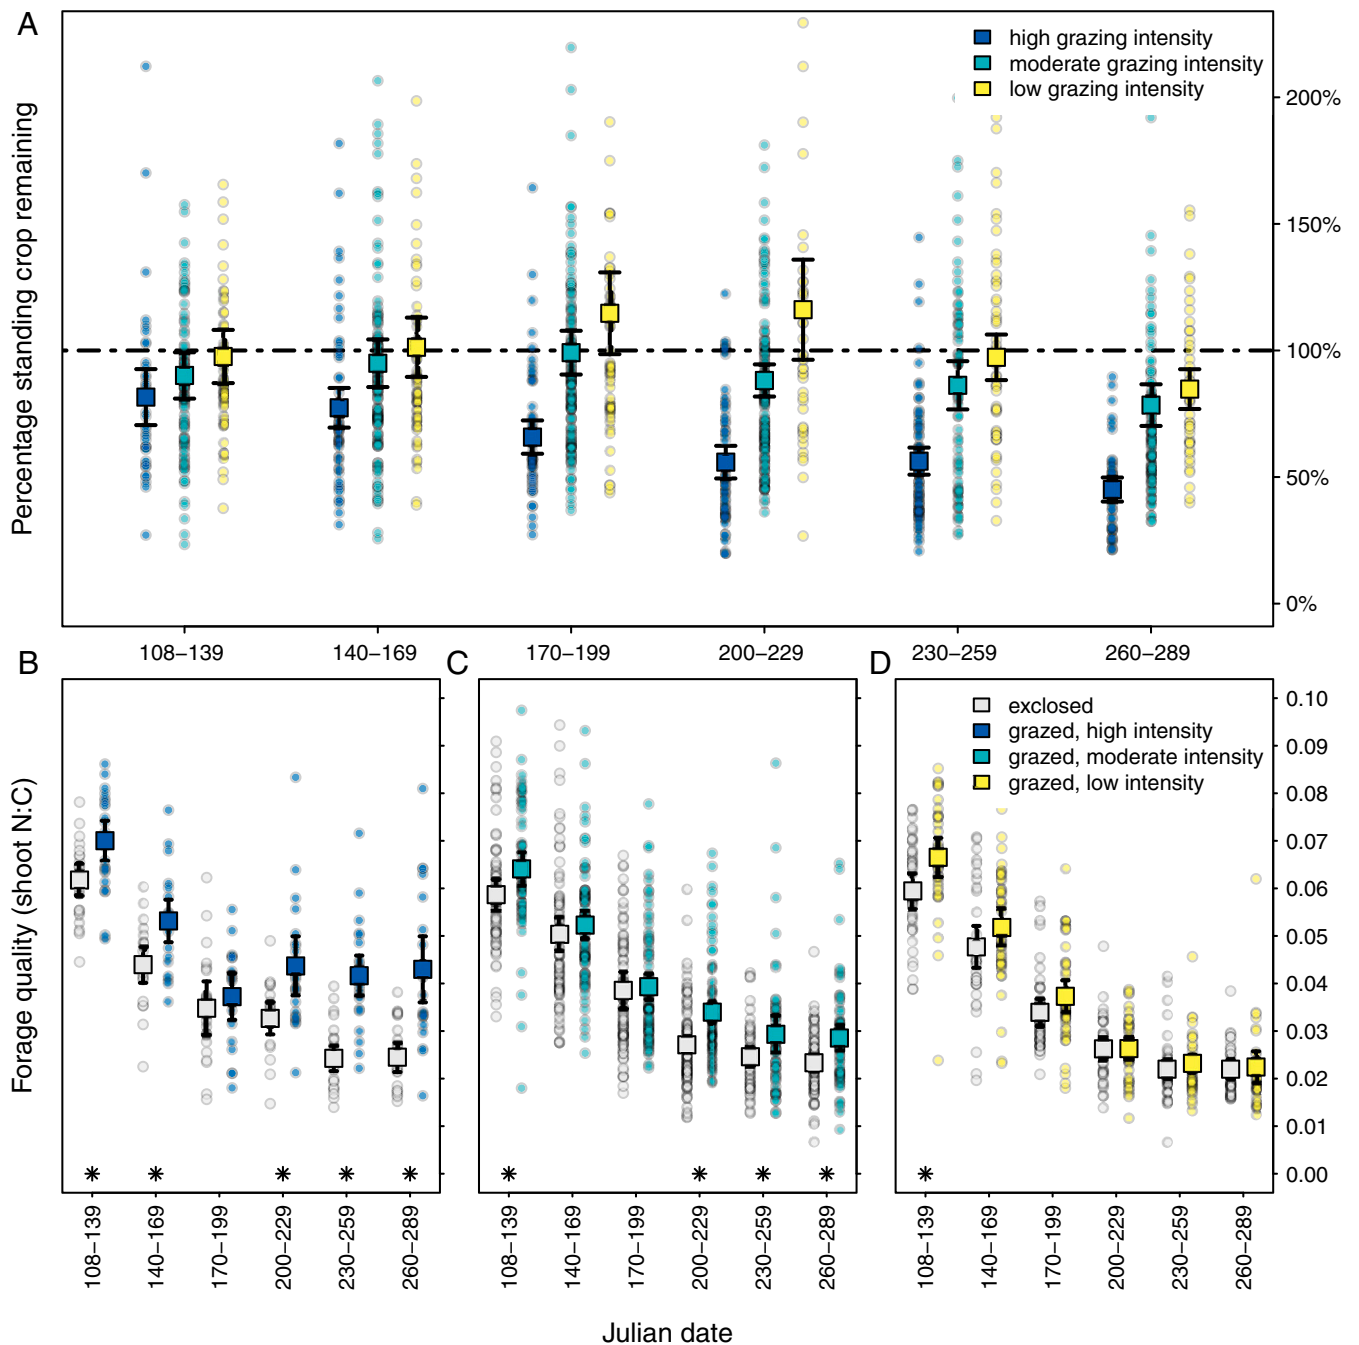 A
Percentage standing crop remaining
high grazing intensity
moderate grazing intensity
low grazing intensity
200%
150%
100%
50%
0%
108–139
140–169
170–199
200–229
230–259
260–289
B
C
D
Forage quality (shoot N:C)
exclosed
grazed, high intensity
grazed, moderate intensity
grazed, low intensity
0.10
0.09
0.08
0.07
0.06
0.05
0.04
0.03
0.02
0.01
0.00
* * * * *
* * * *
*
108–139
140–169
170–199
200–229
230–259
260–289
108–139
140–169
170–199
200–229
230–259
260–289
108–139
140–169
170–199
200–229
230–259
260–289
Julian date